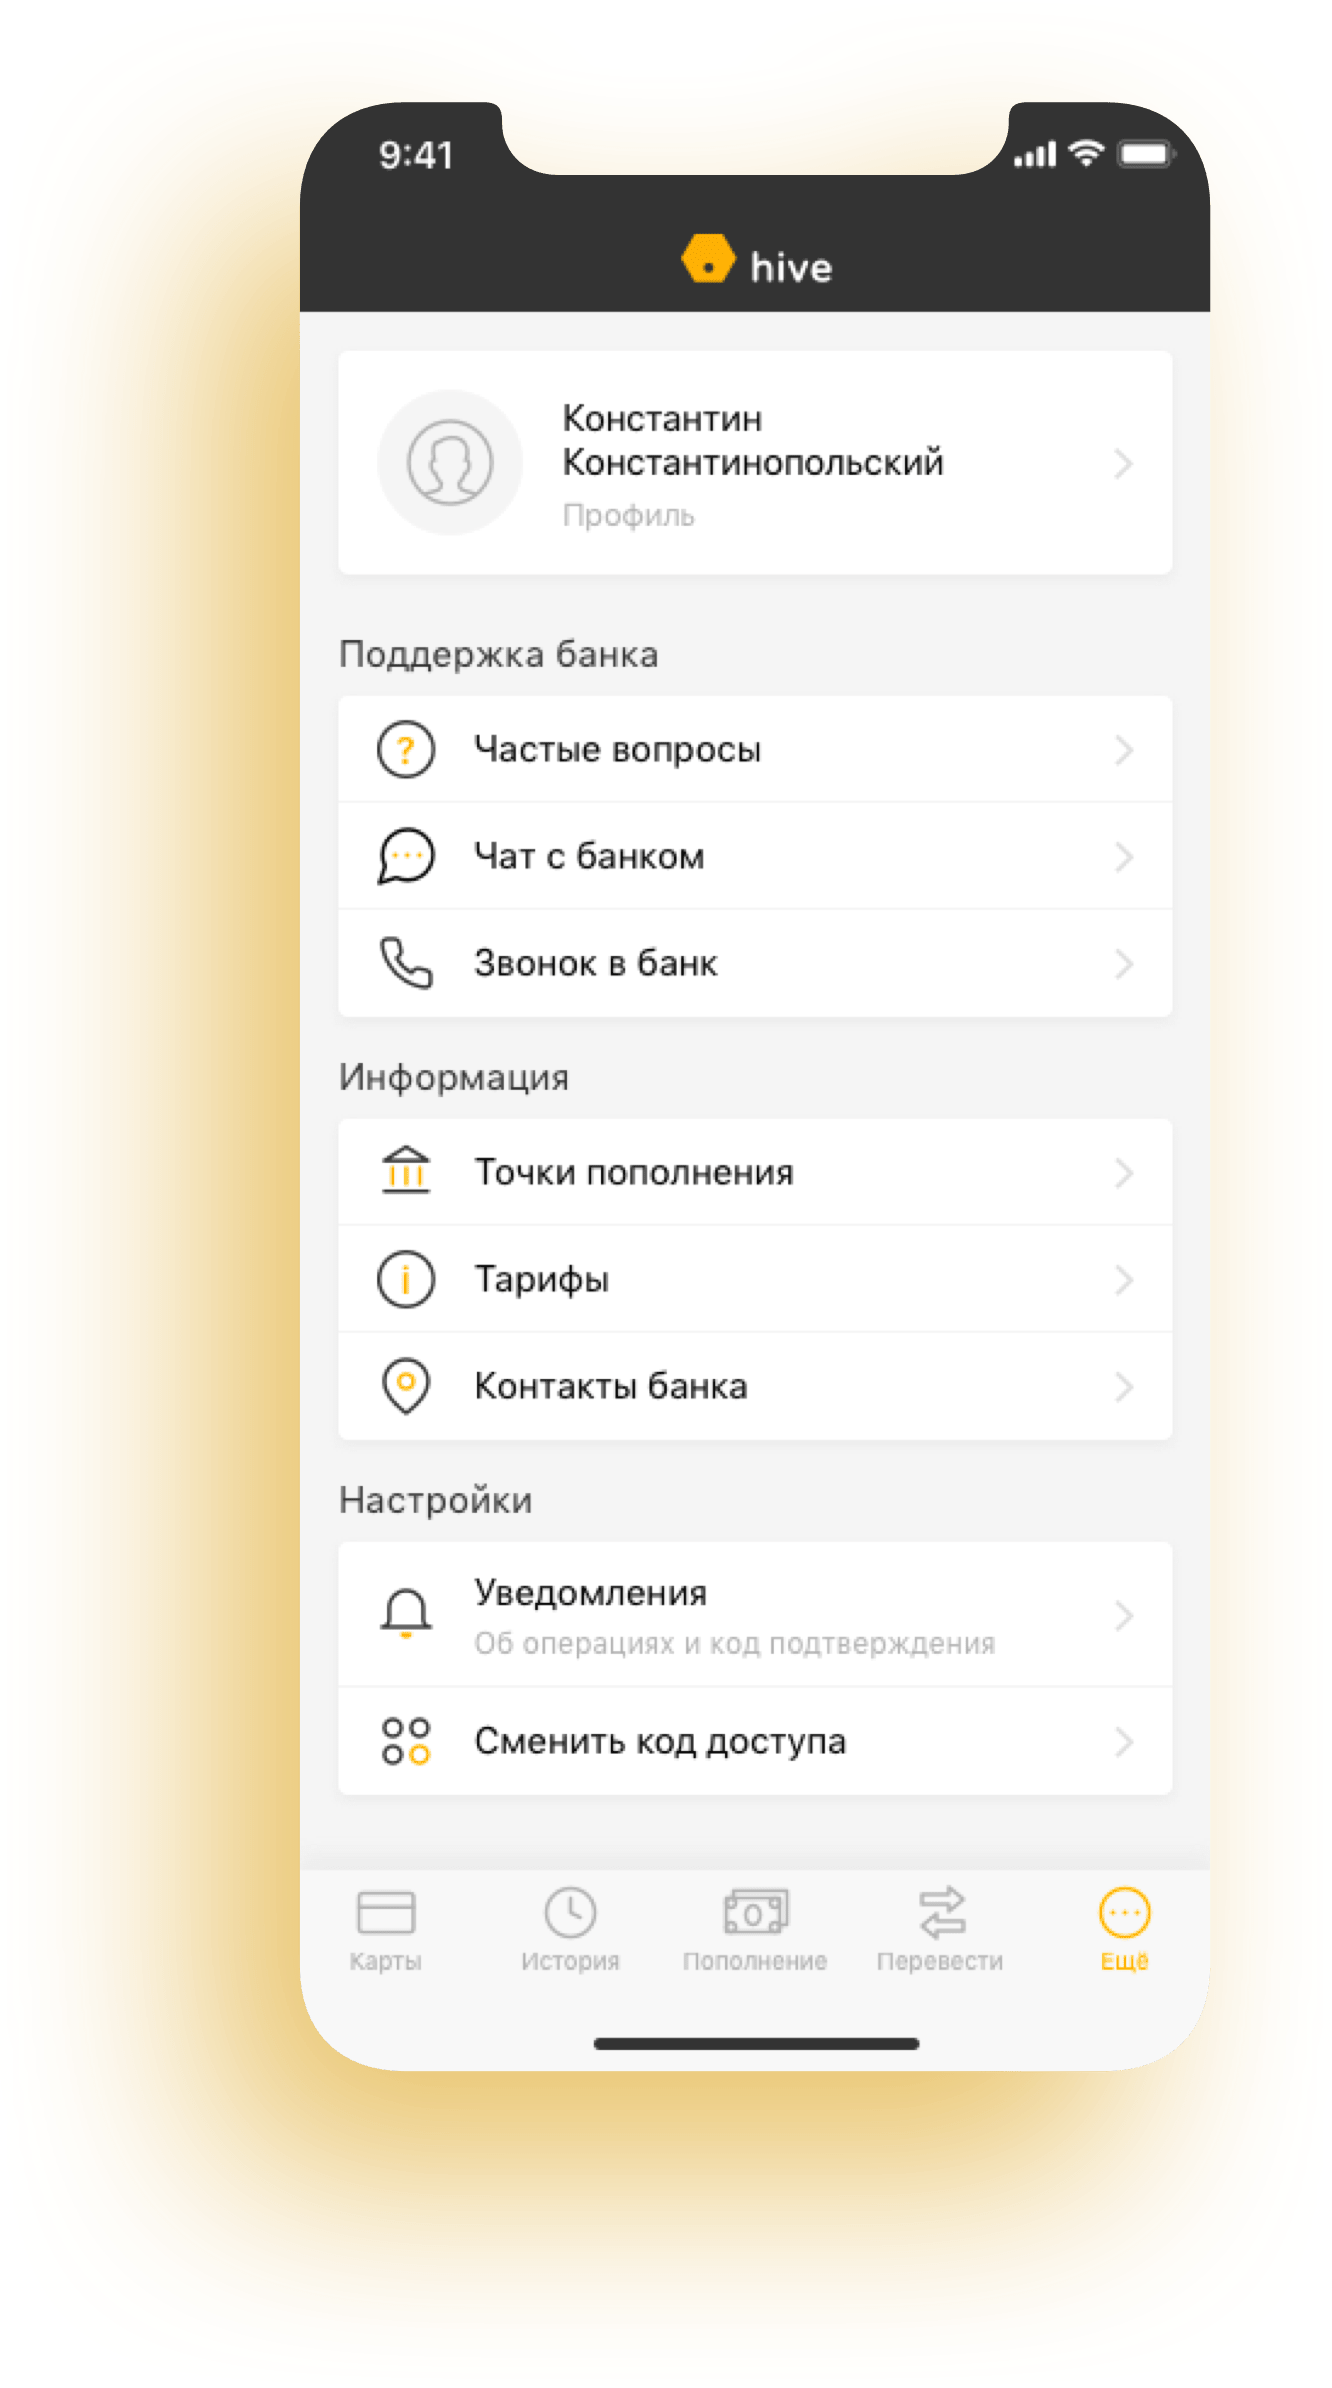 9:41
hive
Константин
Константинопольский
Профиль
Поддержка банка
Частые вопросы
Чат с банком
Звонок в банк
Информация
Точки пополнения
Тарифы
Контакты банка
Настройки
Уведомления
Об операциях и код подтверждения
Сменить код доступа
Карты История Пополнение Перевести Ещё